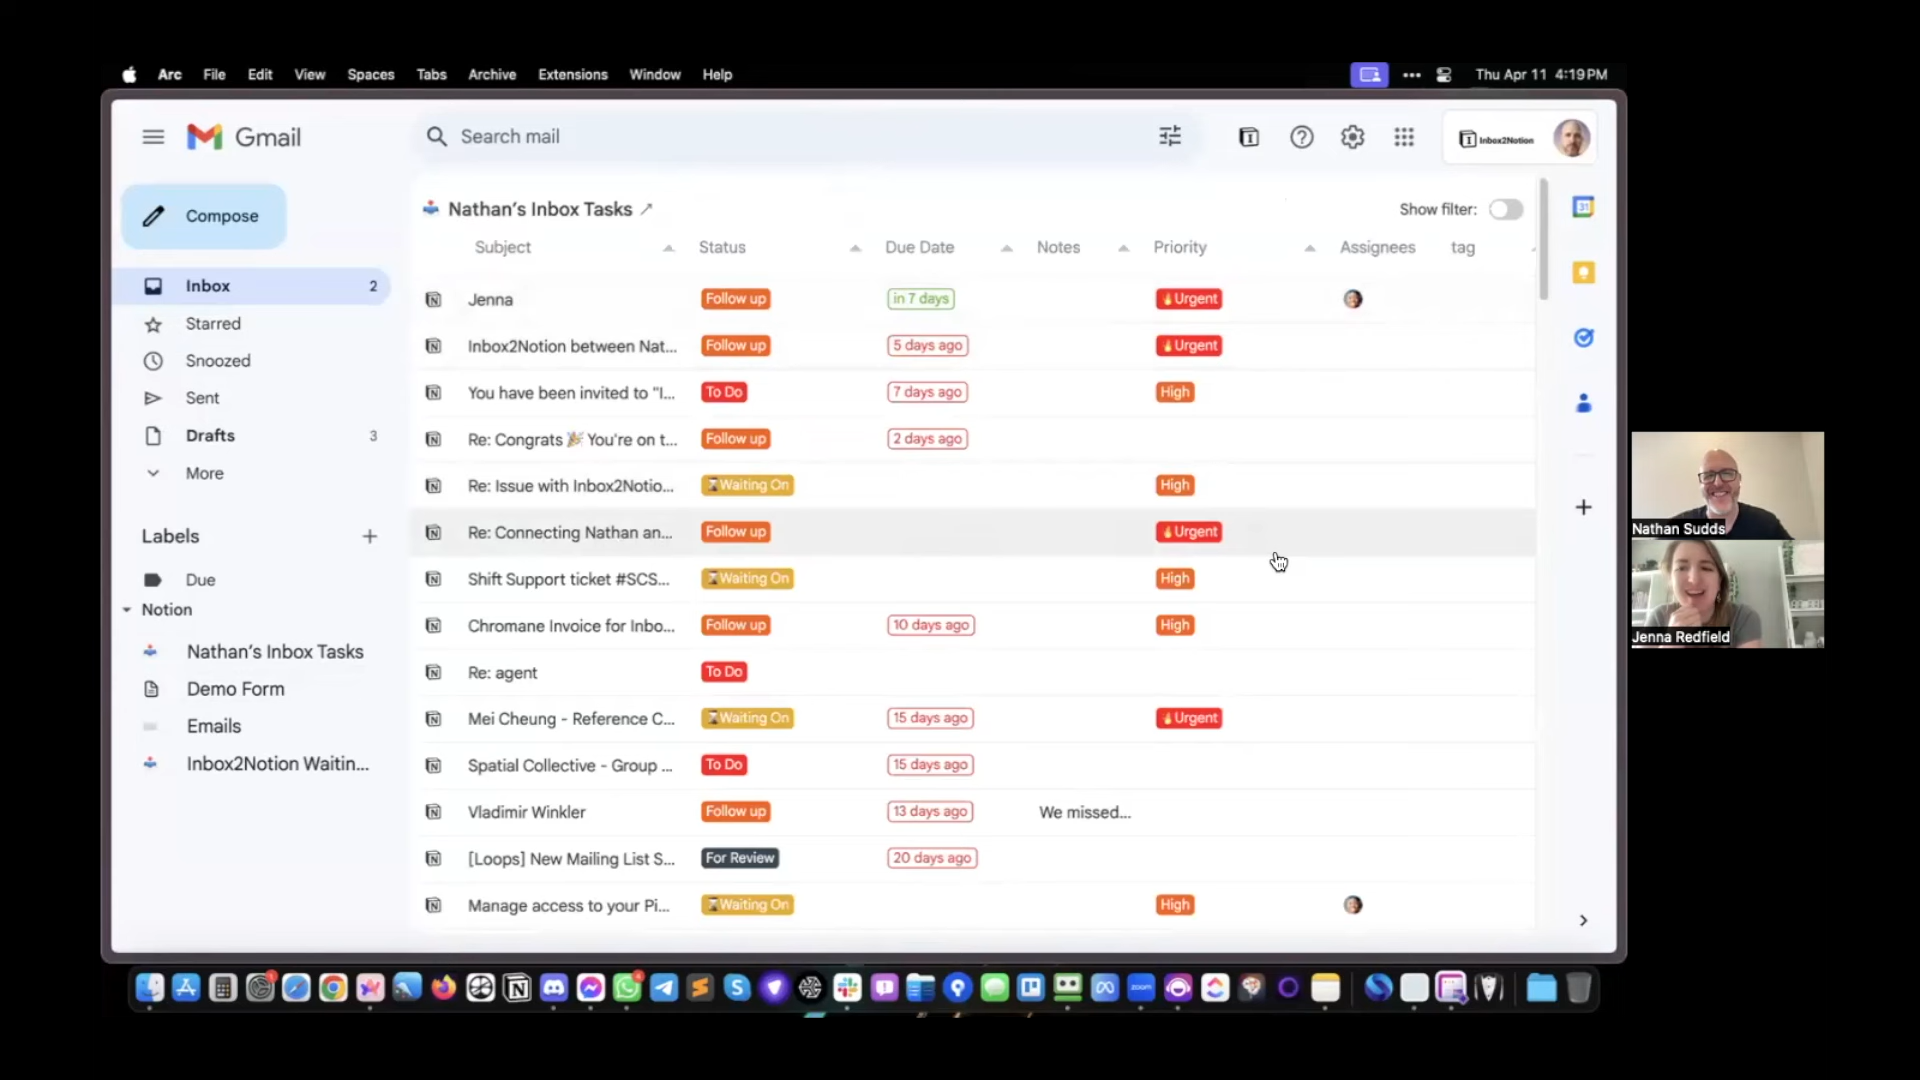 Arc File Edit View Spaces Tabs Archive Extensions Window Help Thu Apr 11 4:19 PM
Gmail Search mail Inbox2Notion
Compose
Inbox 2
Starred
Snoozed
Sent
Drafts 3
More
Labels
Due
Notion
Nathan's Inbox Tasks
Demo Form
Emails
Inbox2Notion Waitin...
Nathan's Inbox Tasks Show filter:
Subject Status Due Date Notes Priority Assignees tag
Jenna Follow up in 7 days 🔥Urgent
Inbox2Notion between Nat... Follow up 5 days ago 🔥Urgent
You have been invited to "I... To Do 7 days ago High
Re: Congrats 🎉 You're on t... Follow up 2 days ago
Re: Issue with Inbox2Notio... ⌛Waiting On High
Re: Connecting Nathan an... Follow up 🔥Urgent
Shift Support ticket #SCS... ⌛Waiting On High
Chromane Invoice for Inbo... Follow up 10 days ago High
Re: agent To Do
Mei Cheung - Reference C... ⌛Waiting On 15 days ago 🔥Urgent
Spatial Collective - Group ... To Do 15 days ago
Vladimir Winkler Follow up 13 days ago We missed...
[Loops] New Mailing List S... For Review 20 days ago
Manage access to your Pi... ⌛Waiting On High
31
Nathan Sudds
Jenna Redfield
zoom